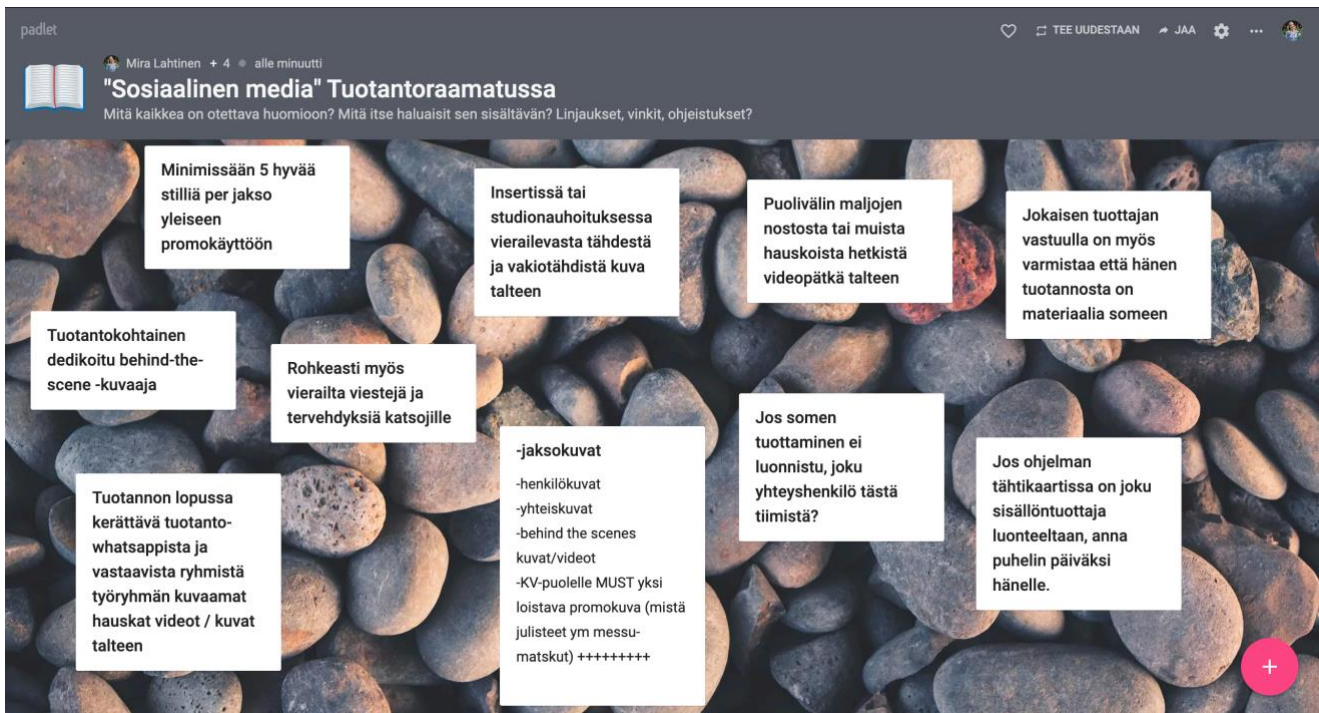 padlet
TEE UUDESTAAN
JAA
Mira Lahtinen + 4 alle minuutti
"Sosiaalinen media" Tuotantoraamatussa
Mitä kaikkea on otettava huomioon? Mitä itse haluaisit sen sisältävän? Linjaukset, vinkit, ohjeistukset?
Minimissään 5 hyvää
stilliä per jakso
yleiseen
promokäyttöön
Insertissä tai
studionauhoituksessa
vierailevasta tähdestä
ja vakiotähdistä kuva
talteen
Puolivälin maljojen
nostosta tai muista
hauskoista hetkistä
videopätkä talteen
Jokaisen tuottajan
vastuulla on myös
varmistaa että hänen
tuotannosta on
materiaalia someen
Tuotantokohtainen
dedikoitu behind-the-
scene -kuvaaja
Rohkeasti myös
vierailta viestejä ja
tervehdyksiä katsojille
Jos somen
tuottaminen ei
luonnistu, joku
yhteyshenkilö tästä
tiimistä?
-jaksokuvat
-henkilökuvat
-yhteiskuvat
-behind the scenes
kuvat/videot
-KV-puolelle MUST yksi
loistava promokuva (mistä
julisteet ym messu-
matskut) +++++++++
Jos ohjelman
tähtikaartissa on joku
sisällöntuottaja
luonteeltaan, anna
puhelin päiväksi
hänelle.
Tuotannon lopussa
kerättävä tuotanto-
whatsappista ja
vastaavista ryhmistä
työryhmän kuvaamat
hauskat videot / kuvat
talteen